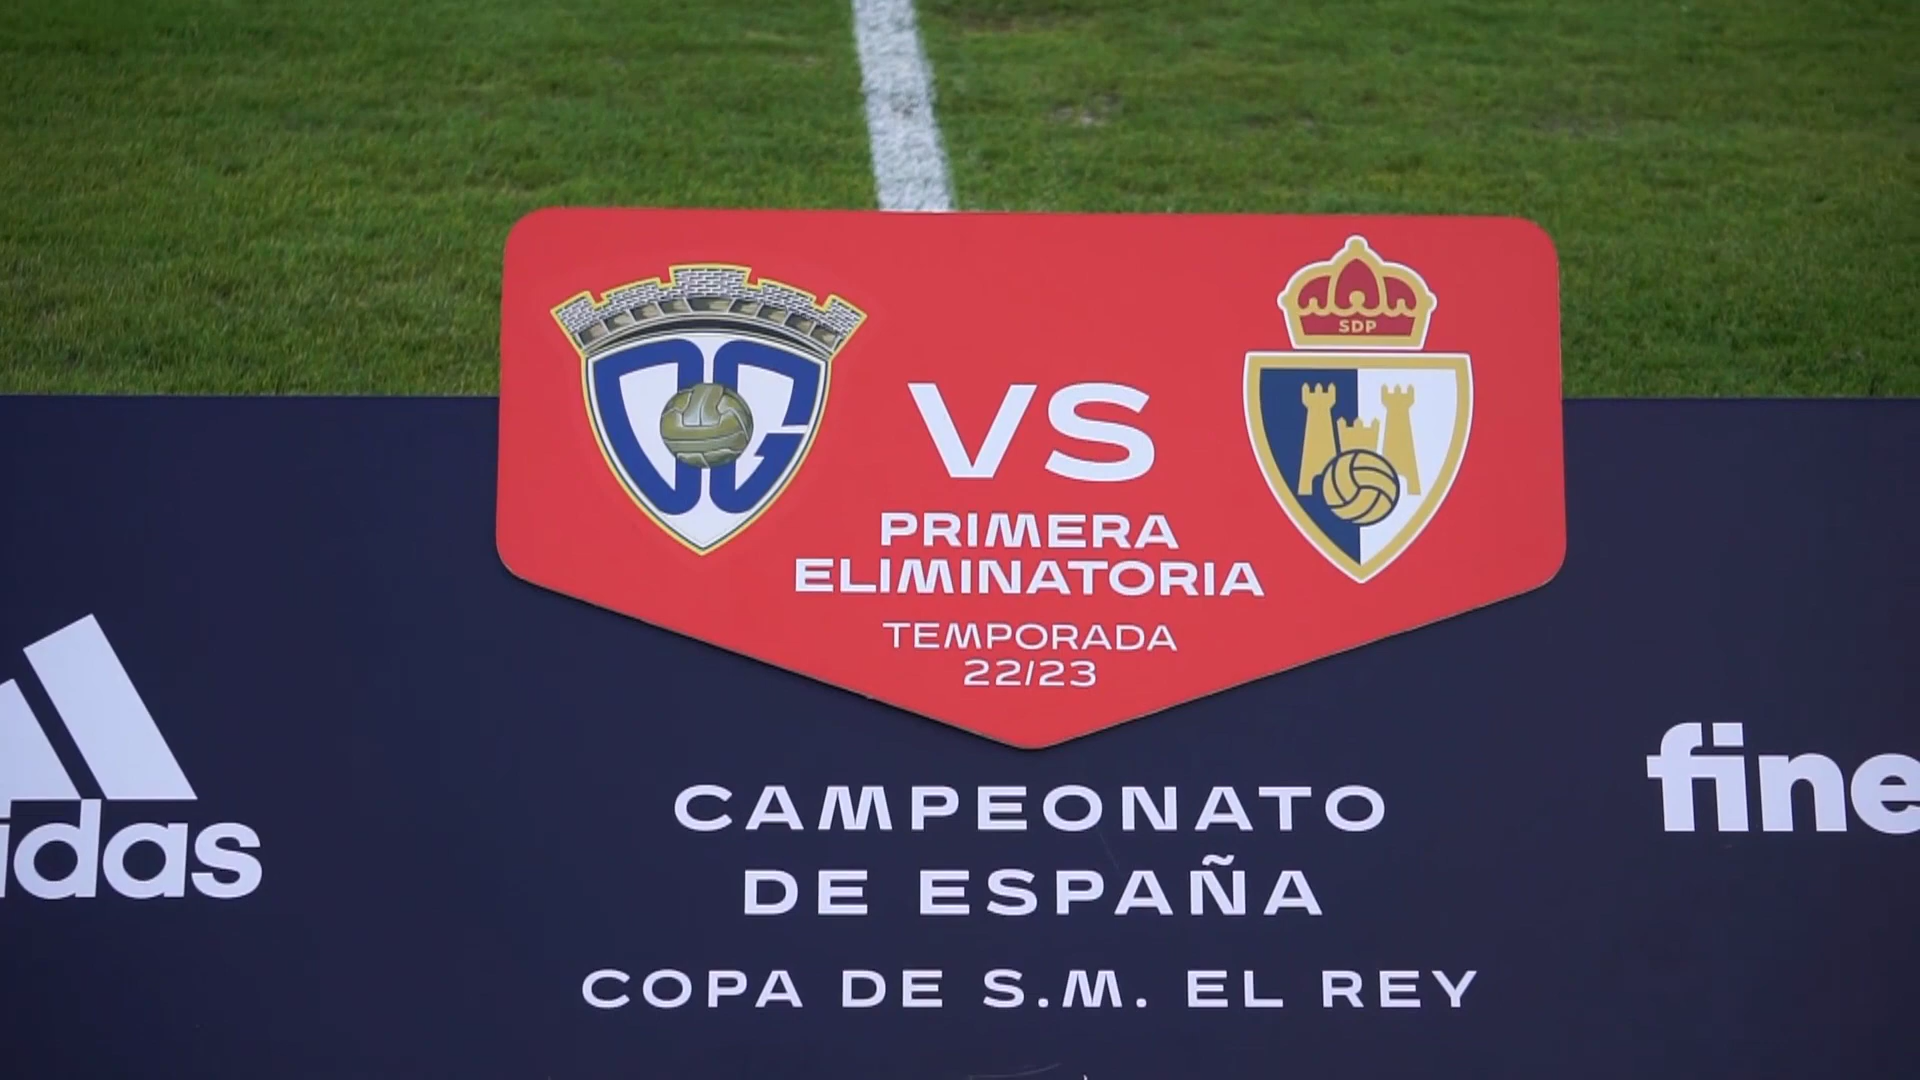 SDP
VS
PRIMERA
ELIMINATORIA
TEMPORADA
22/23
CAMPEONATO
DE ESPAÑA
COPA DE S.M. EL REY
idas
fine